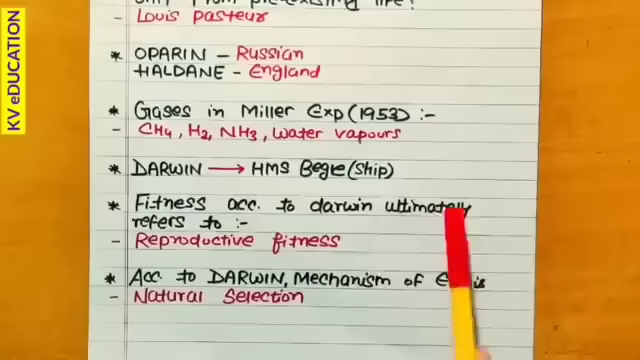 KV eDUCATION
- Louis Pasteur
* OPARIN - Russian
HALDANE - England
* Gases in Miller Exp (1953) :-
- CH4, H2, NH3, Water vapours
* DARWIN → HMS Begle (Ship)
* Fitness acc. to darwin ultimately
refers to :-
- Reproductive fitness
* Acc. to DARWIN, Mechanism of
- Natural Selection